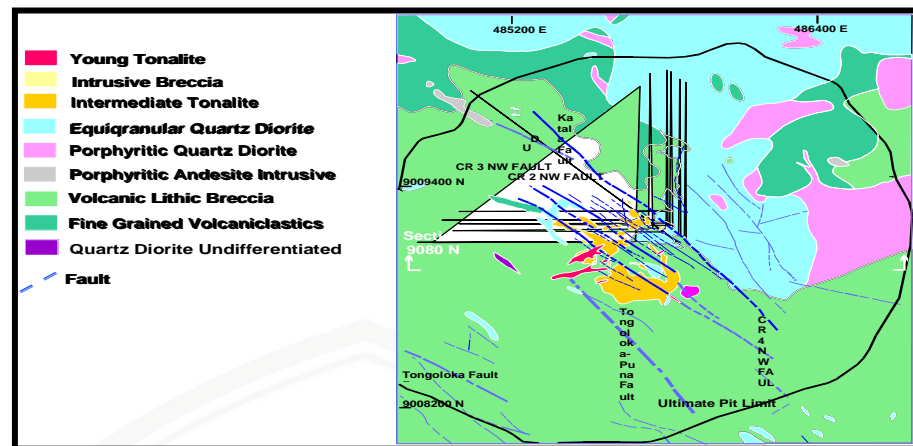 Young Tonalite
Intrusive Breccia
Intermediate Tonalite
Equiqranular Quartz Diorite
Porphyritic Quartz Diorite
Porphyritic Andesite Intrusive
Volcanic Lithic Breccia
Fine Grained Volcaniclastics
Quartz Diorite Undifferentiated
Fault
485200 E
486400 E
Ka
tal
Fa
ul
D
U
CR 3 NW FAULT
CR 2 NW FAUL
9009400 N
Secti
9080 N
To
ng
ol
ok
a-
Pu
na
Fa
ult
C
R
4 N
W
FA
UL
Tongoloka Fault
Ultimate Pit Limit
9008200 N